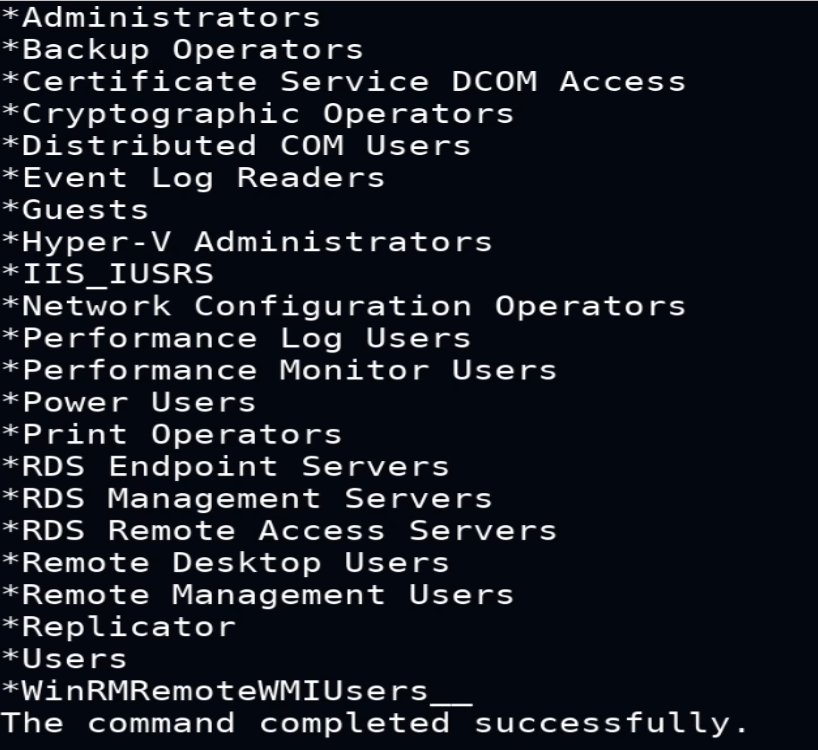 *Administrators
*Backup Operators
*Certificate Service DCOM Access
*Cryptographic Operators
*Distributed COM Users
*Event Log Readers
*Guests
*Hyper-V Administrators
*IIS_IUSRS
*Network Configuration Operators
*Performance Log Users
*Performance Monitor Users
*Power Users
*Print Operators
*RDS Endpoint Servers
*RDS Management Servers
*RDS Remote Access Servers
*Remote Desktop Users
*Remote Management Users
*Replicator
*Users
*WinRMRemoteWMIUsers__
The command completed successfully.